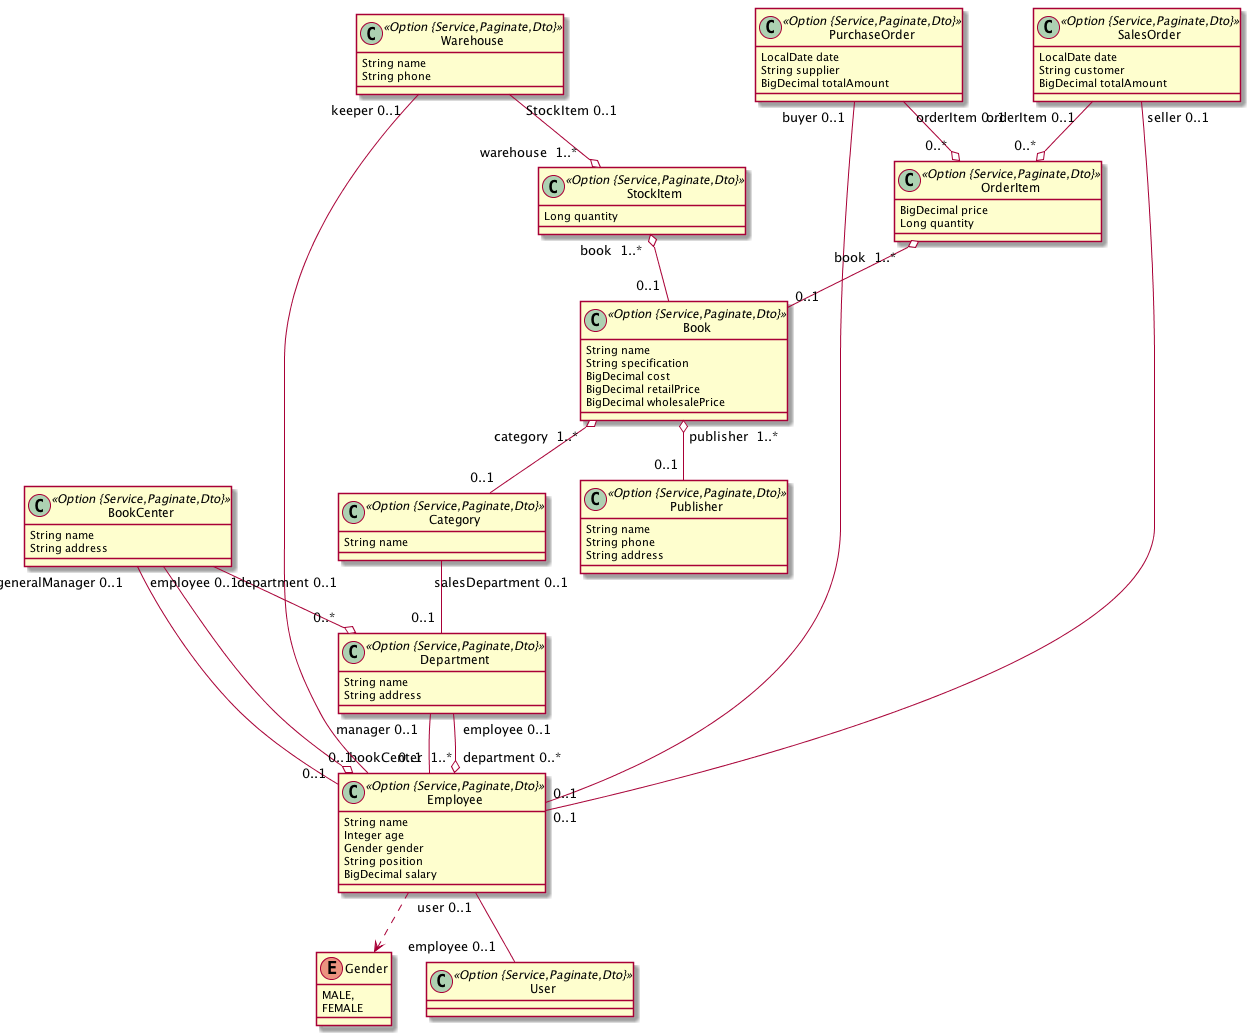 C «Option {Service,Paginate,Dto}»
Warehouse
String name
String phone
C «Option {Service,Paginate,Dto}»
PurchaseOrder
LocalDate date
String supplier
BigDecimal totalAmount
C «Option {Service,Paginate,Dto}»
SalesOrder
LocalDate date
String customer
BigDecimal totalAmount
keeper 0..1
StockItem 0..1
buyer 0..1
orderItem 0..1
orderItem 0..1
seller 0..1
warehouse 1..*
0..*
0..*
C «Option {Service,Paginate,Dto}»
StockItem
Long quantity
C «Option {Service,Paginate,Dto}»
OrderItem
BigDecimal price
Long quantity
book 1..*
book 1..*
0..1
0..1
C «Option {Service,Paginate,Dto}»
Book
String name
String specification
BigDecimal cost
BigDecimal retailPrice
BigDecimal wholesalePrice
category 1..*
publisher 1..*
0..1
0..1
C «Option {Service,Paginate,Dto}»
BookCenter
String name
String address
C «Option {Service,Paginate,Dto}»
Category
String name
C «Option {Service,Paginate,Dto}»
Publisher
String name
String phone
String address
generalManager 0..1
employee 0..1
department 0..1
salesDepartment 0..1
0..*
0..1
C «Option {Service,Paginate,Dto}»
Department
String name
String address
manager 0..1
employee 0..1
0..1
bookCenter 1..*
0..1
department 0..*
0..1
C «Option {Service,Paginate,Dto}»
Employee
String name
Integer age
Gender gender
String position
BigDecimal salary
0..1
0..1
user 0..1
employee 0..1
E Gender
MALE,
FEMALE
C «Option {Service,Paginate,Dto}»
User